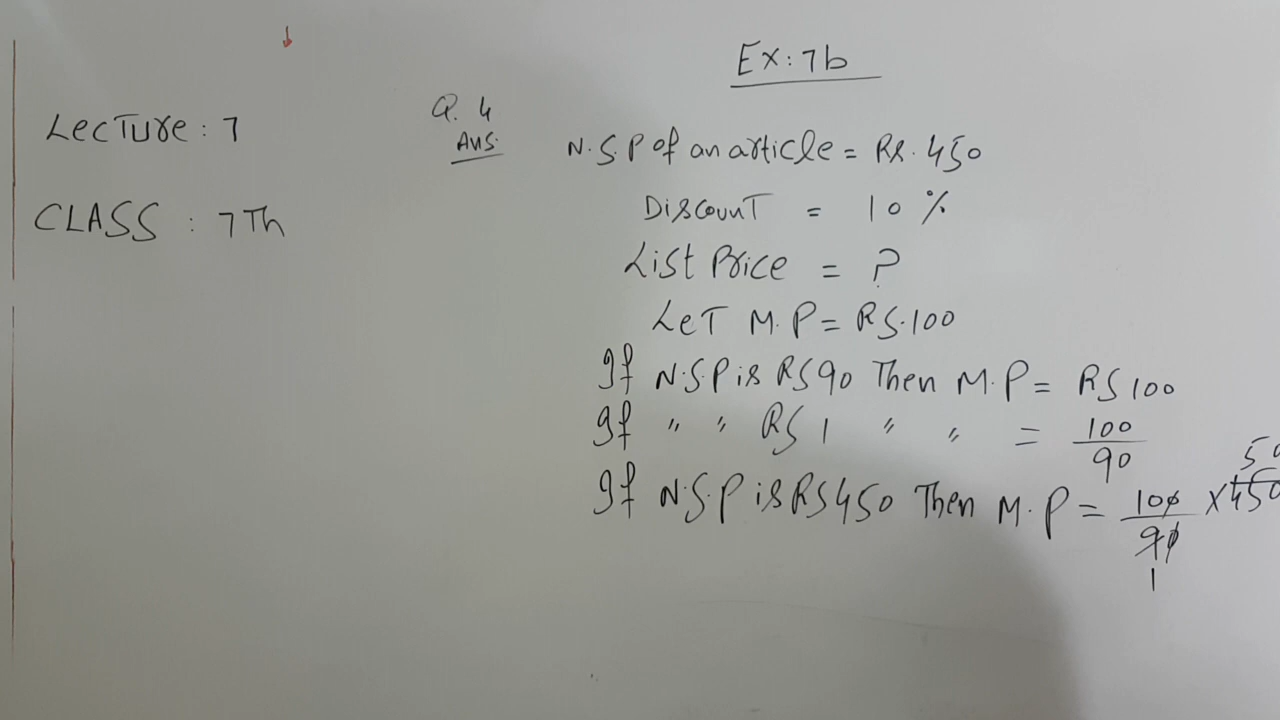 Ex: 7b
Lecture: 7
CLASS: 7Th
Q. 4
Ans.
N.S.P of an article = Rs. 450
Discount = 10 %
List Price = ?
Let M.P = RS.100
If N.S.P is RS 90 Then M.P = RS 100
If " " RS 1 " " = 100/90
50
If N.S.P is RS 450 Then M.P = 100/90 x 450
1